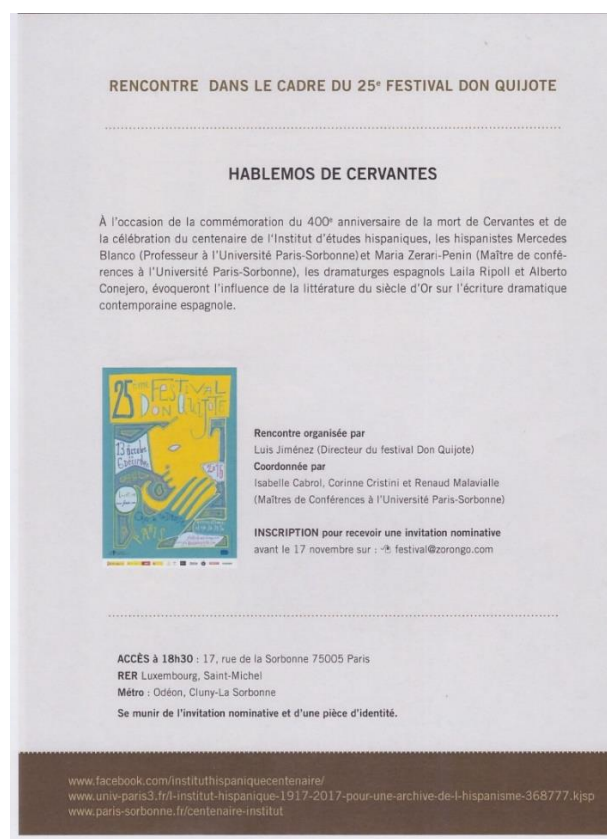 RENCONTRE DANS LE CADRE DU 25e FESTIVAL DON QUIJOTE
HABLEMOS DE CERVANTES
À l'occasion de la commémoration du 400e anniversaire de la mort de Cervantes et de
la célébration du centenaire de l'Institut d'études hispaniques, les hispanistes Mercedes
Blanco (Professeur à l'Université Paris-Sorbonne)et Maria Zerari-Penin (Maître de confé-
rences à l'Université Paris-Sorbonne), les dramaturges espagnols Laila Ripoll et Alberto
Conejero, évoqueront l'influence de la littérature du siècle d'Or sur l'écriture dramatique
contemporaine espagnole.
25
FESTIVAL
DON QUIJOTE
PARIS
Rencontre organisée par
Luis Jiménez (Directeur du festival Don Quijote)
Coordonnée par
Isabelle Cabrol, Corinne Cristini et Renaud Malavialle
(Maîtres de Conférences à l'Université Paris-Sorbonne)
INSCRIPTION pour recevoir une invitation nominative
avant le 17 novembre sur : festival@zorongo.com
ACCÈS à 18h30 : 17, rue de la Sorbonne 75005 Paris
RER Luxembourg, Saint-Michel
Métro : Odéon, Cluny-La Sorbonne
Se munir de l'invitation nominative et d'une pièce d'identité.
www.facebook.com/instituthispaniquecentenaire/
www.univ-paris3.fr/l-institut-hispanique-1917-2017-pour-une-archive-de-l-hispanisme-368777.kjsp
www.paris-sorbonne.fr/centenaire-institut